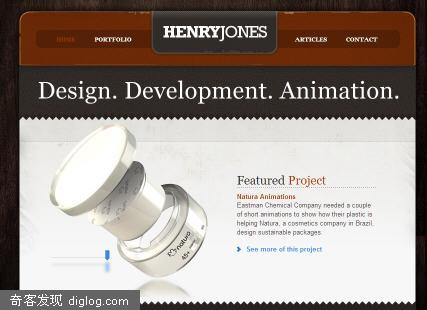 HOME
PORTFOLIO
HENRYJONES
ARTICLES
CONTACT
Design. Development. Animation.
Featured Project
Natura Animations
Eastman Chemical Company needed a couple
of short animations to show how their plastic is
helping Natura, a cosmetics company in Brazil,
design sustainable packages.
See more of this project
natura
奇客发现 diglog.com